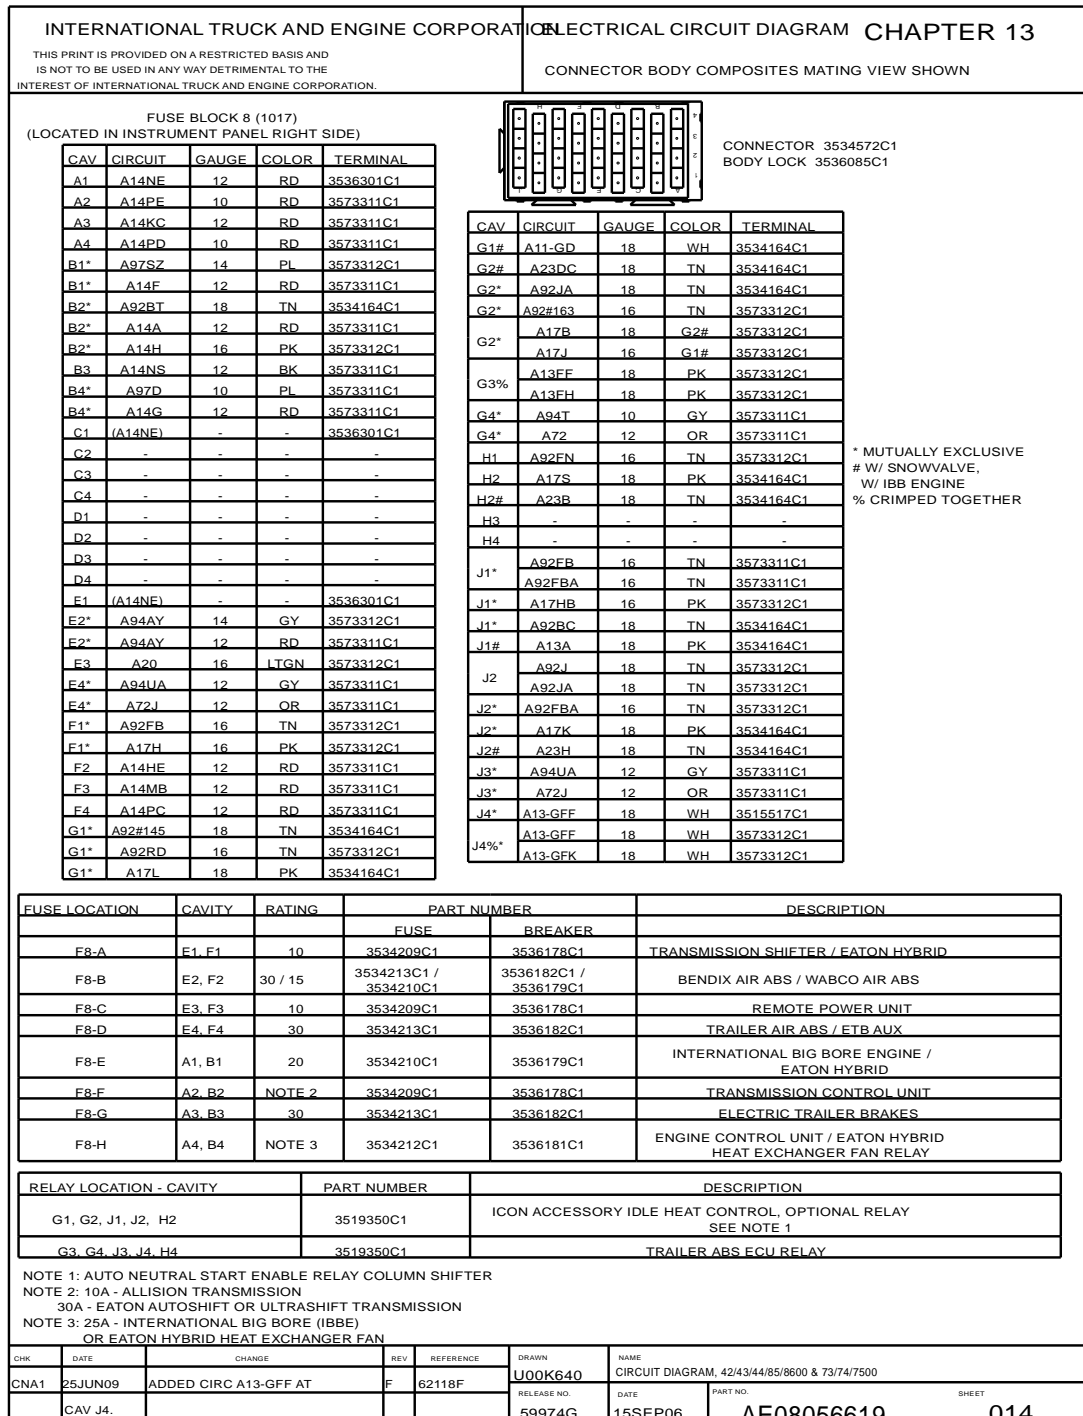 INTERNATIONAL TRUCK AND ENGINE CORPORATION
THIS PRINT IS PROVIDED ON A RESTRICTED BASIS AND
IS NOT TO BE USED IN ANY WAY DETRIMENTAL TO THE
INTEREST OF INTERNATIONAL TRUCK AND ENGINE CORPORATION.
ELECTRICAL CIRCUIT DIAGRAM CHAPTER 13
CONNECTOR BODY COMPOSITES MATING VIEW SHOWN
FUSE BLOCK 8 (1017)
(LOCATED IN INSTRUMENT PANEL RIGHT SIDE)
CAV CIRCUIT GAUGE COLOR TERMINAL
A1 A14NE 12 RD 3536301C1
A2 A14PE 10 RD 3573311C1
A3 A14KC 12 RD 3573311C1
A4 A14PD 10 RD 3573311C1
B1* A97SZ 14 PL 3573312C1
B1* A14F 12 RD 3573311C1
B2* A92BT 18 TN 3534164C1
B2* A14A 12 RD 3573311C1
B2* A14H 16 PK 3573312C1
B3 A14NS 12 BK 3573311C1
B4* A97D 10 PL 3573311C1
B4* A14G 12 RD 3573311C1
C1 (A14NE) - - 3536301C1
C2 - - - -
C3 - - - -
C4 - - - -
D1 - - - -
D2 - - - -
D3 - - - -
D4 - - - -
E1 (A14NE) - - 3536301C1
E2* A94AY 14 GY 3573312C1
E2* A94AY 12 RD 3573311C1
E3 A20 16 LTGN 3573312C1
E4* A94UA 12 GY 3573311C1
E4* A72J 12 OR 3573311C1
F1* A92FB 16 TN 3573312C1
F1* A17H 16 PK 3573312C1
F2 A14HE 12 RD 3573311C1
F3 A14MB 12 RD 3573311C1
F4 A14PC 12 RD 3573311C1
G1* A92#145 18 TN 3534164C1
G1* A92RD 16 TN 3573312C1
G1* A17L 18 PK 3534164C1
H F D B
4
3
2
1
J G E C A
CONNECTOR 3534572C1
BODY LOCK 3536085C1
CAV CIRCUIT GAUGE COLOR TERMINAL
G1# A11-GD 18 WH 3534164C1
G2# A23DC 18 TN 3534164C1
G2* A92JA 18 TN 3534164C1
G2* A92#163 16 TN 3573312C1
G2* A17B 18 G2# 3573312C1
A17J 16 G1# 3573312C1
G3% A13FF 18 PK 3573312C1
A13FH 18 PK 3573312C1
G4* A94T 10 GY 3573311C1
G4* A72 12 OR 3573311C1
H1 A92FN 16 TN 3573312C1
H2 A17S 18 PK 3534164C1
H2# A23B 18 TN 3534164C1
H3 - - - -
H4 - - - -
J1* A92FB 16 TN 3573311C1
A92FBA 16 TN 3573311C1
J1* A17HB 16 PK 3573312C1
J1* A92BC 18 TN 3534164C1
J1# A13A 18 PK 3534164C1
J2 A92J 18 TN 3573312C1
A92JA 18 TN 3573312C1
J2* A92FBA 16 TN 3573312C1
J2* A17K 18 PK 3534164C1
J2# A23H 18 TN 3534164C1
J3* A94UA 12 GY 3573311C1
J3* A72J 12 OR 3573311C1
J4* A13-GFF 18 WH 3515517C1
J4%* A13-GFF 18 WH 3573312C1
A13-GFK 18 WH 3573312C1
* MUTUALLY EXCLUSIVE
# W/ SNOWVALVE,
W/ IBB ENGINE
% CRIMPED TOGETHER
FUSE LOCATION CAVITY RATING PART NUMBER DESCRIPTION
FUSE BREAKER
F8-A E1, F1 10 3534209C1 3536178C1 TRANSMISSION SHIFTER / EATON HYBRID
F8-B E2, F2 30 / 15 3534213C1 / 3534210C1 3536182C1 / 3536179C1 BENDIX AIR ABS / WABCO AIR ABS
F8-C E3, F3 10 3534209C1 3536178C1 REMOTE POWER UNIT
F8-D E4, F4 30 3534213C1 3536182C1 TRAILER AIR ABS / ETB AUX
F8-E A1, B1 20 3534210C1 3536179C1 INTERNATIONAL BIG BORE ENGINE /
EATON HYBRID
F8-F A2, B2 NOTE 2 3534209C1 3536178C1 TRANSMISSION CONTROL UNIT
F8-G A3, B3 30 3534213C1 3536182C1 ELECTRIC TRAILER BRAKES
F8-H A4, B4 NOTE 3 3534212C1 3536181C1 ENGINE CONTROL UNIT / EATON HYBRID
HEAT EXCHANGER FAN RELAY
RELAY LOCATION - CAVITY PART NUMBER DESCRIPTION
G1, G2, J1, J2, H2 3519350C1 ICON ACCESSORY IDLE HEAT CONTROL, OPTIONAL RELAY
SEE NOTE 1
G3, G4, J3, J4, H4 3519350C1 TRAILER ABS ECU RELAY
NOTE 1: AUTO NEUTRAL START ENABLE RELAY COLUMN SHIFTER
NOTE 2: 10A - ALLISION TRANSMISSION
30A - EATON AUTOSHIFT OR ULTRASHIFT TRANSMISSION
NOTE 3: 25A - INTERNATIONAL BIG BORE (IBBE)
OR EATON HYBRID HEAT EXCHANGER FAN
CHK DATE CHANGE REV REFERENCE
CNA1 25JUN09 ADDED CIRC A13-GFF AT F 62118F
CAV J4.
DRAWN
U00K640
NAME
CIRCUIT DIAGRAM, 42/43/44/85/8600 & 73/74/7500
RELEASE NO.
59974G
DATE
15SEP06
PART NO.
AE08056619
SHEET
014